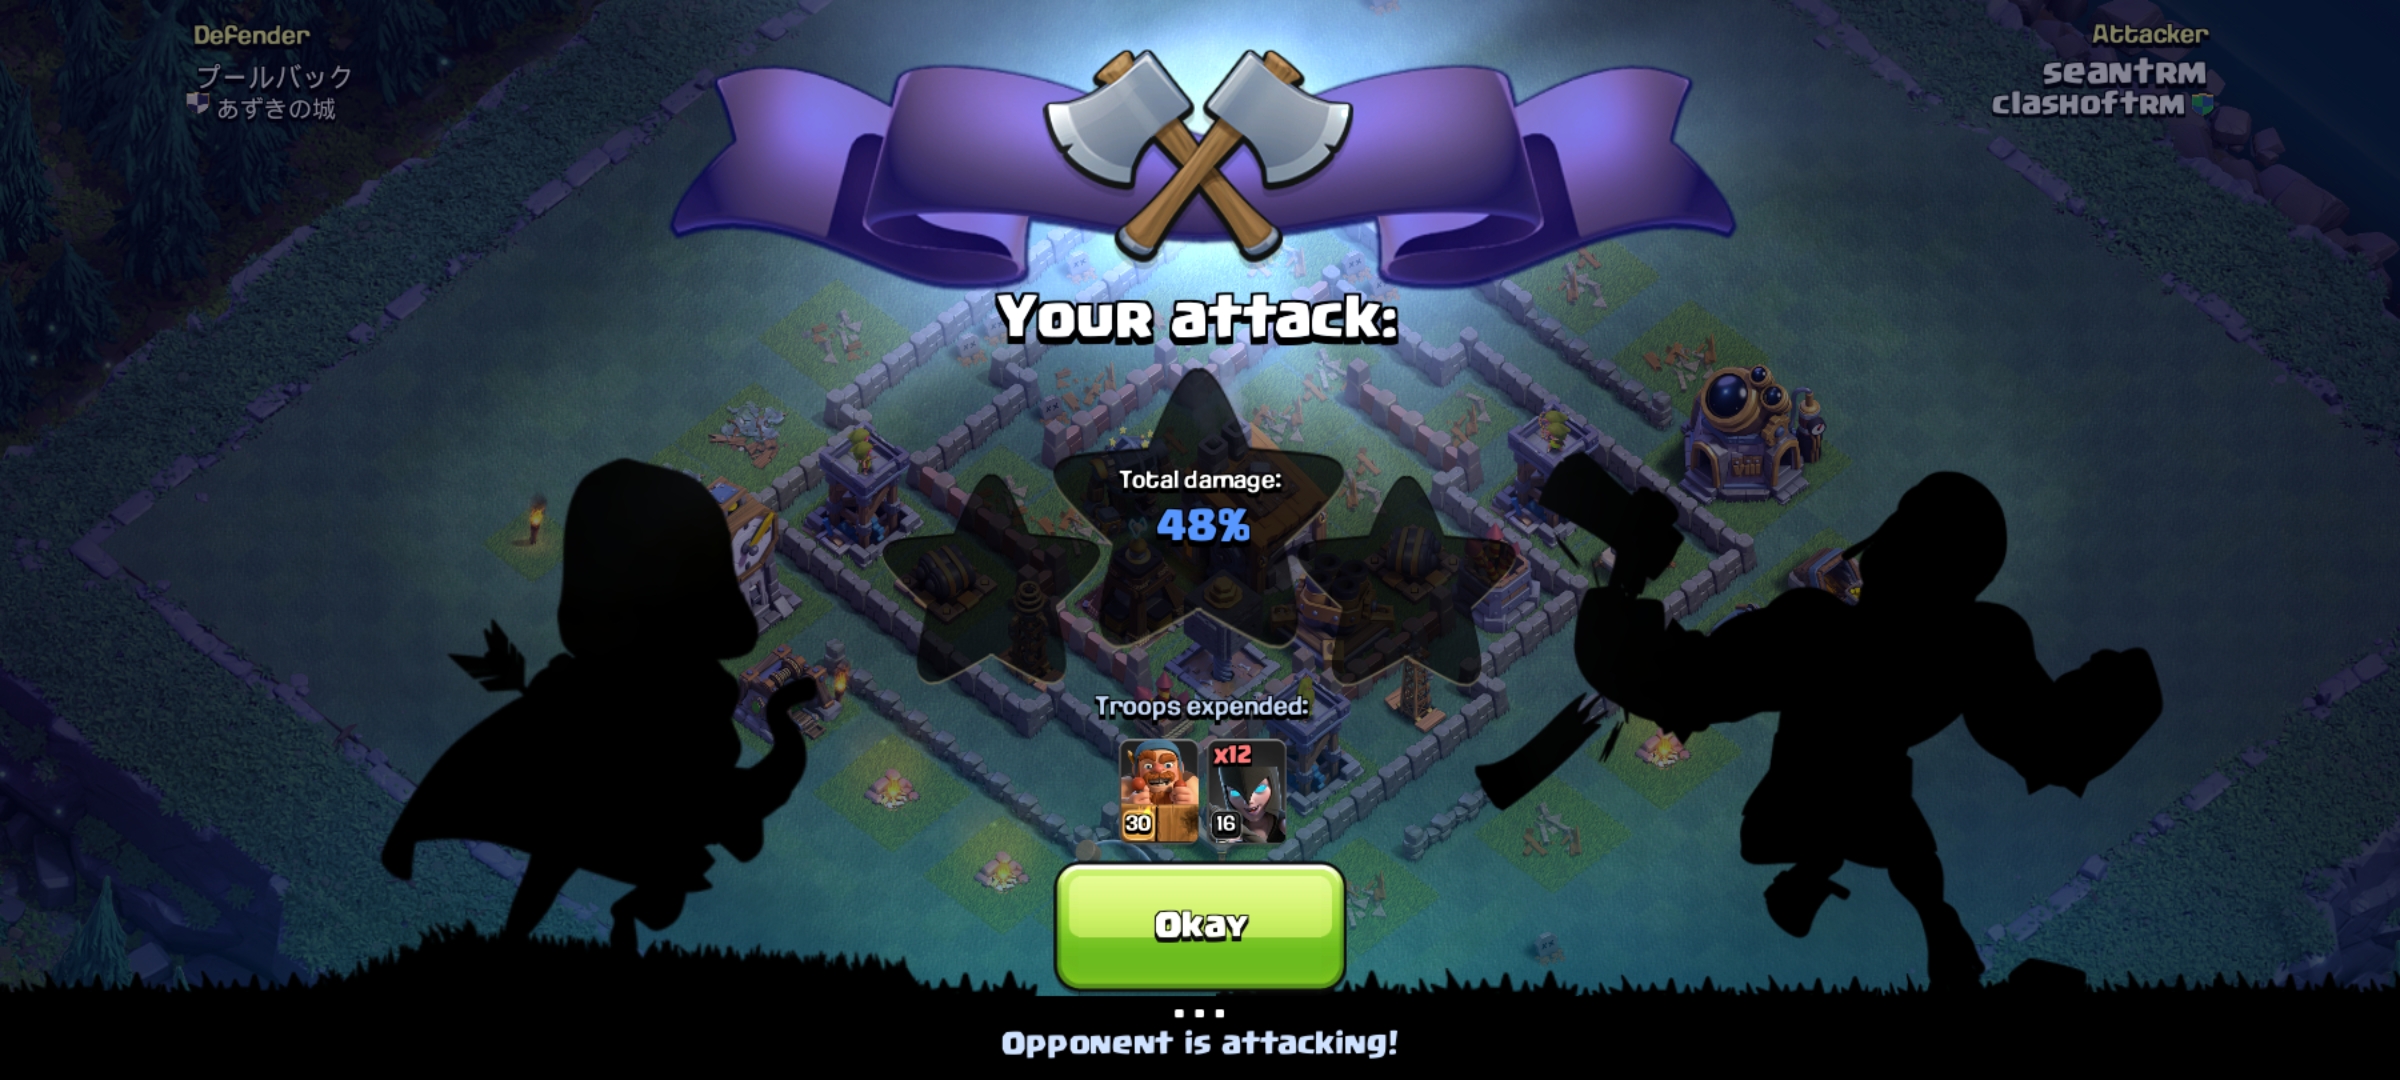 Defender
プールバック
あずきの城
Attacker
seantRM
clashoftRM
Your attack:
Total damage:
48%
Troops expended:
30
x12
16
VIII
Okay
...
Opponent is attacking!